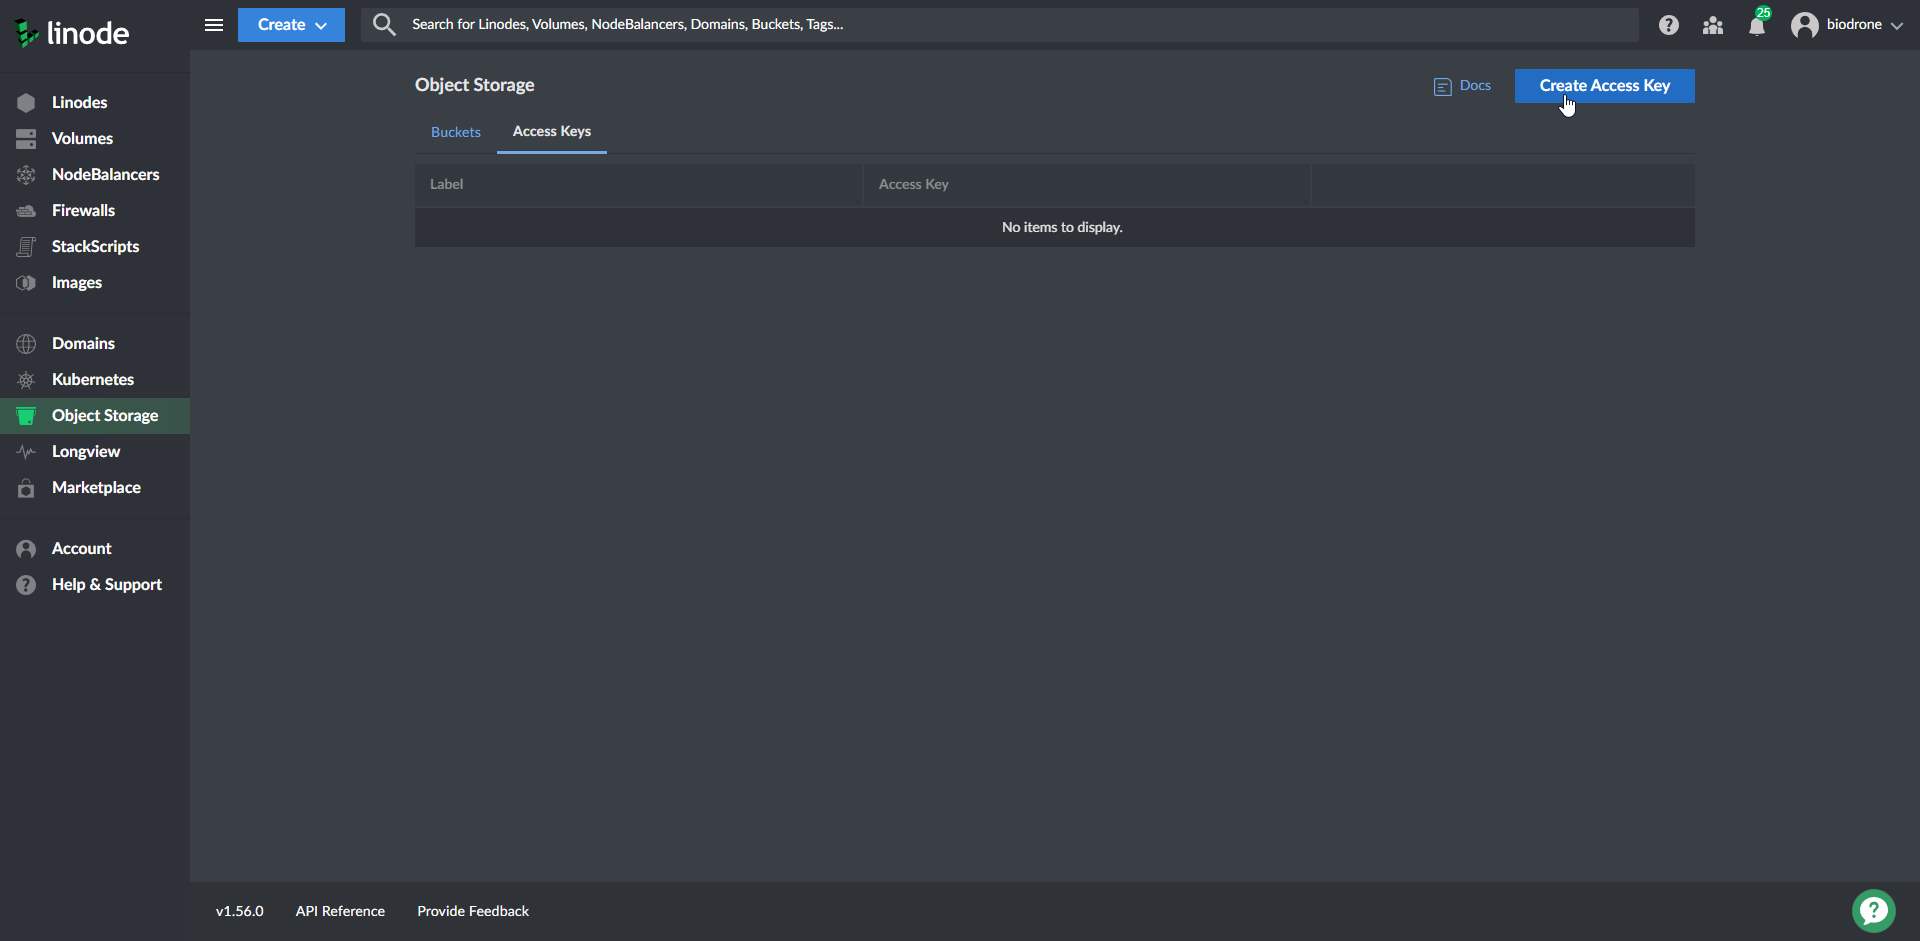 linode
Create
Search for Linodes, Volumes, NodeBalancers, Domains, Buckets, Tags...
25
biodrone
Linodes
Volumes
NodeBalancers
Firewalls
StackScripts
Images
Domains
Kubernetes
Object Storage
Longview
Marketplace
Account
Help & Support
Object Storage
Docs
Create Access Key
Buckets
Access Keys
Label
Access Key
No items to display.
v1.56.0
API Reference
Provide Feedback